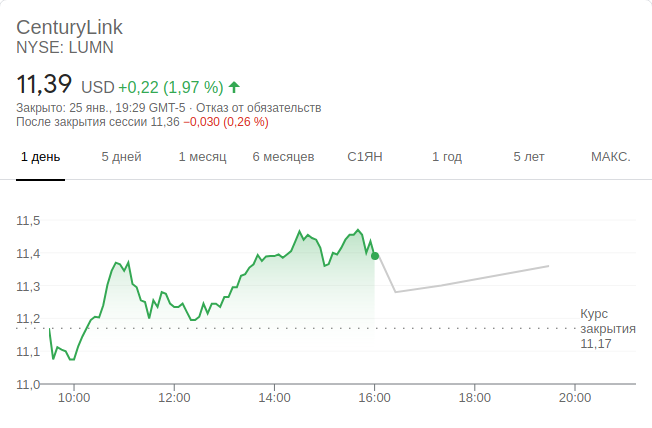 CenturyLink
NYSE: LUMN
11,39 USD +0,22 (1,97 %)
Закрыто: 25 янв., 19:29 GMT-5 · Отказ от обязательств
После закрытия сессии 11,36 −0,030 (0,26 %)
1 день 5 дней 1 месяц 6 месяцев С1ЯН 1 год 5 лет МАКС.
11,5
11,4
11,3
11,2
11,1
11,0
Курс
закрытия
11,17
10:00 12:00 14:00 16:00 18:00 20:00